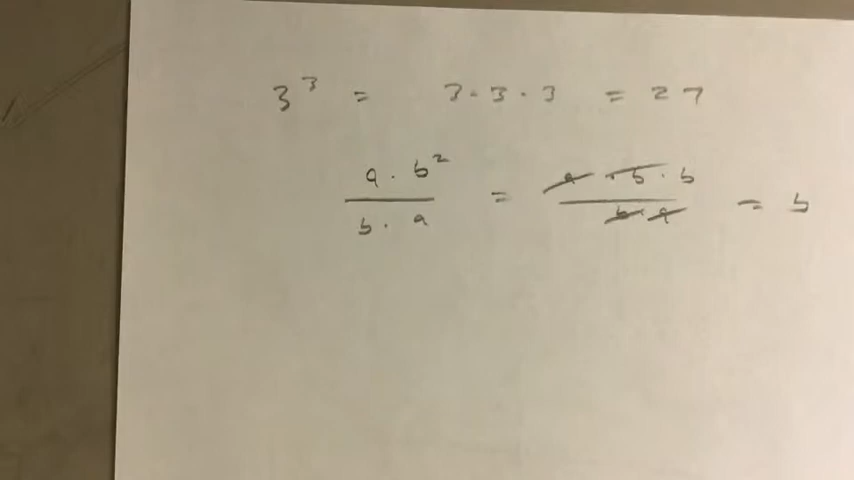 3³ = 3 · 3 · 3 = 27
a · b² / b · a = a · b · b / b · a = b